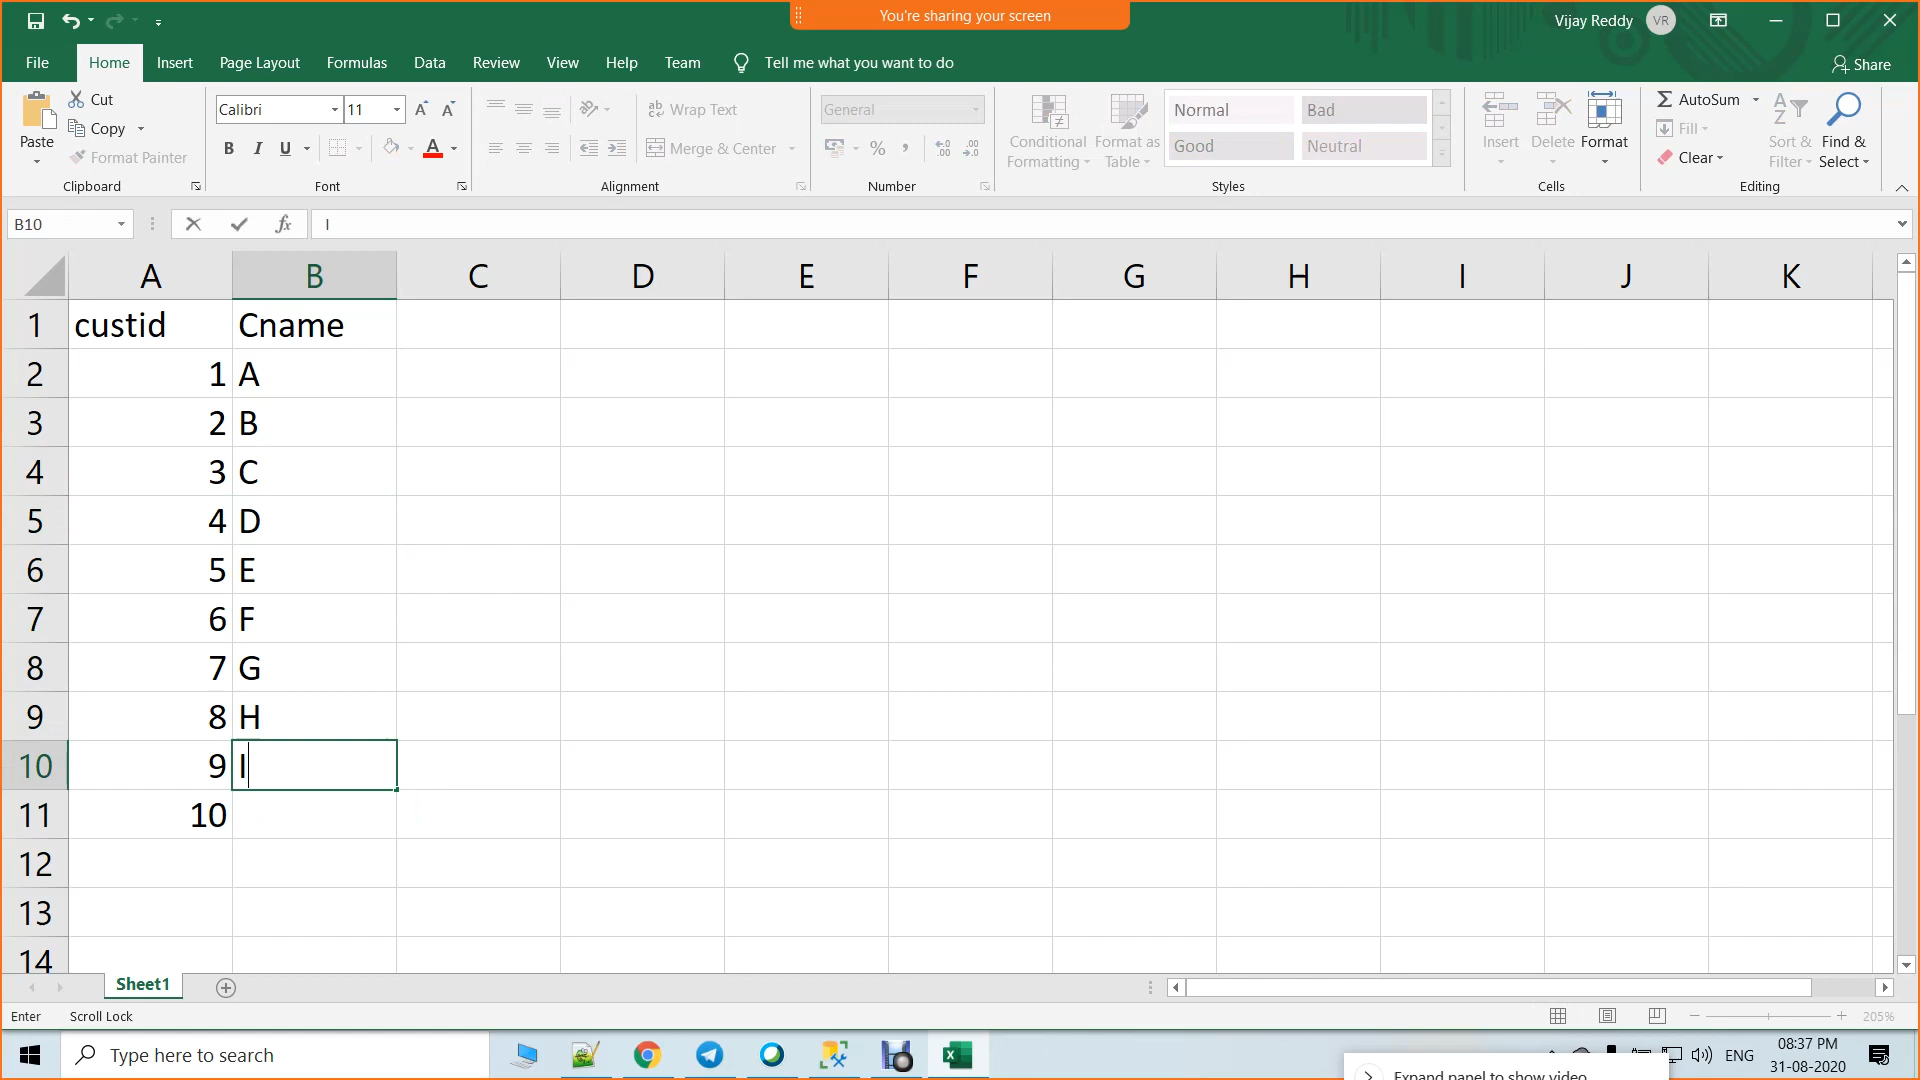 You're sharing your screen
Vijay Reddy VR
File Home Insert Page Layout Formulas Data Review View Help Team Tell me what you want to do Share
Paste
Cut
Copy
Format Painter
Clipboard
Calibri 11
B I U A
Font
ab Wrap Text
Merge & Center
Alignment
General
%
Number
Conditional Formatting
Format as Table
Normal Bad
Good Neutral
Styles
Insert Delete Format
Cells
AutoSum
Fill
Clear
Sort & Filter
Find & Select
Editing
B10 fx I
A B C D E F G H I J K
1 custid Cname
2 1 A
3 2 B
4 3 C
5 4 D
6 5 E
7 6 F
8 7 G
9 8 H
10 9 I
11 10
12
13
14
Sheet1
Enter Scroll Lock 205%
Type here to search
ENG
08:37 PM
31-08-2020
Expand panel to show video